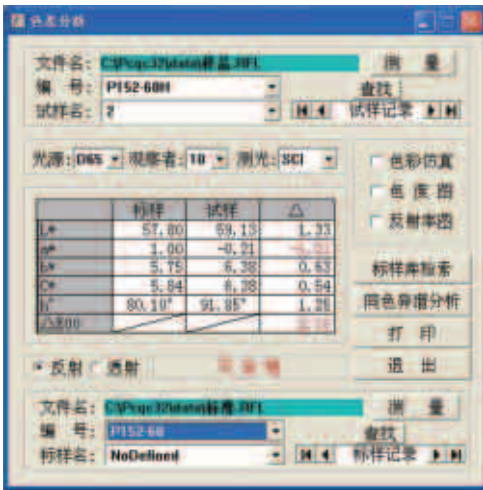 色差分析
文件名: C:\Pcqc32\data\样品.RFL 测 量
编 号: P152-60H 查找
试样名: 2 试样记录
光源: D65 观察者: 10 测光: SCI
色彩仿真
色 度 图
反射率图
标样 试样 △
L* 57.80 59.13 1.33
a* 1.00 -0.21
b* 5.75 6.38 0.63
C* 5.84 6.38 0.54
h° 80.19° 91.85° 1.26
△E00
标样库检索
同色异谱分析
打 印
退 出
反射 透射
文件名: C:\Pcqc32\data\标准.RFL 测 量
编 号: P152-60 查找
标样名: NoDefined 标样记录